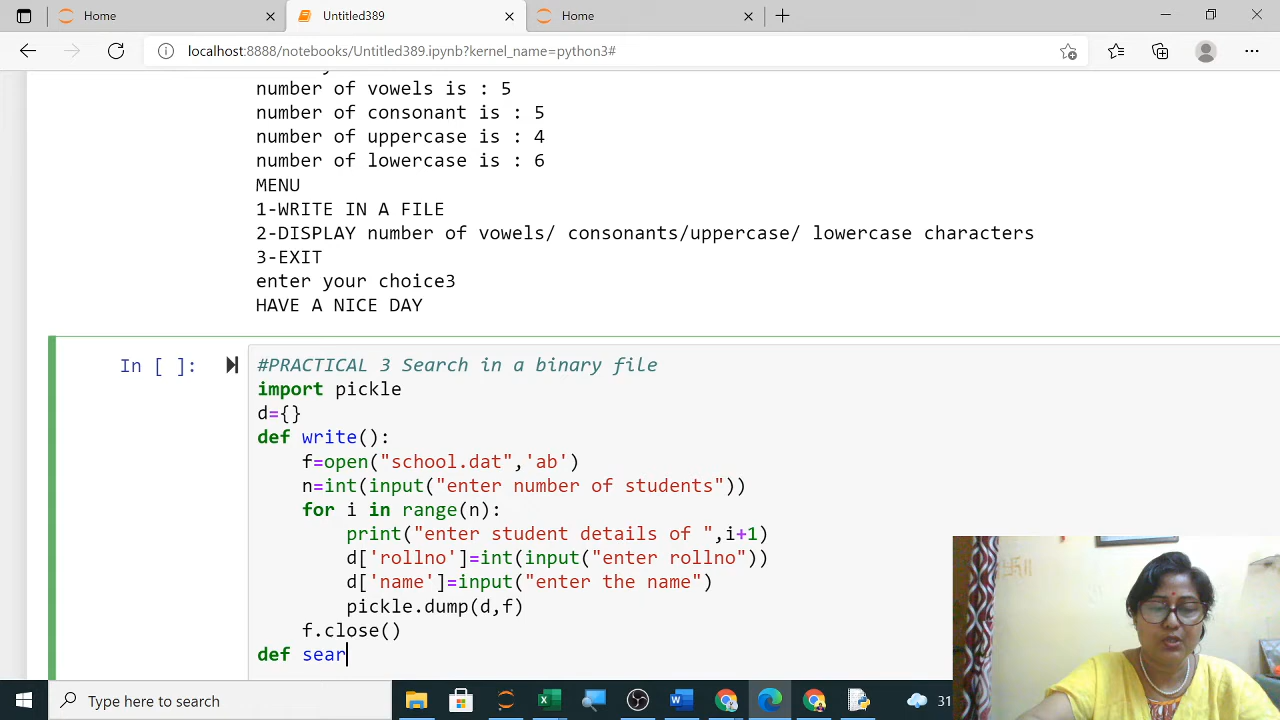 Home
Untitled389
Home
localhost:8888/notebooks/Untitled389.ipynb?kernel_name=python3#
number of vowels is : 5
number of consonant is : 5
number of uppercase is : 4
number of lowercase is : 6
MENU
1-WRITE IN A FILE
2-DISPLAY number of vowels/ consonants/uppercase/ lowercase characters
3-EXIT
enter your choice3
HAVE A NICE DAY
In [ ]:
#PRACTICAL 3 Search in a binary file
import pickle
d={}
def write():
    f=open("school.dat",'ab')
    n=int(input("enter number of students"))
    for i in range(n):
        print("enter student details of ",i+1)
        d['rollno']=int(input("enter rollno"))
        d['name']=input("enter the name")
        pickle.dump(d,f)
    f.close()
def sear
Type here to search
31